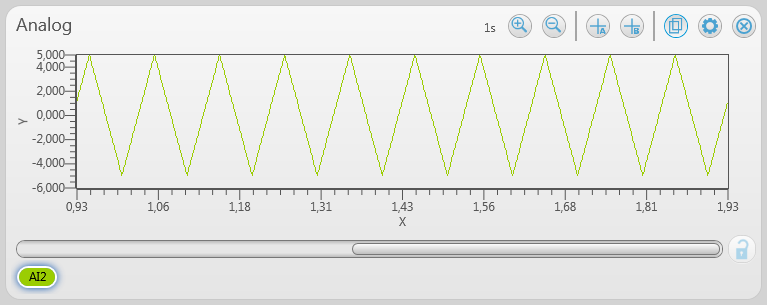 Analog
1s
A
B
5,000
4,000
2,000
0,000
-2,000
-4,000
-6,000
Y
0,93 1,06 1,18 1,31 1,43 1,56 1,68 1,81 1,93
X
AI2